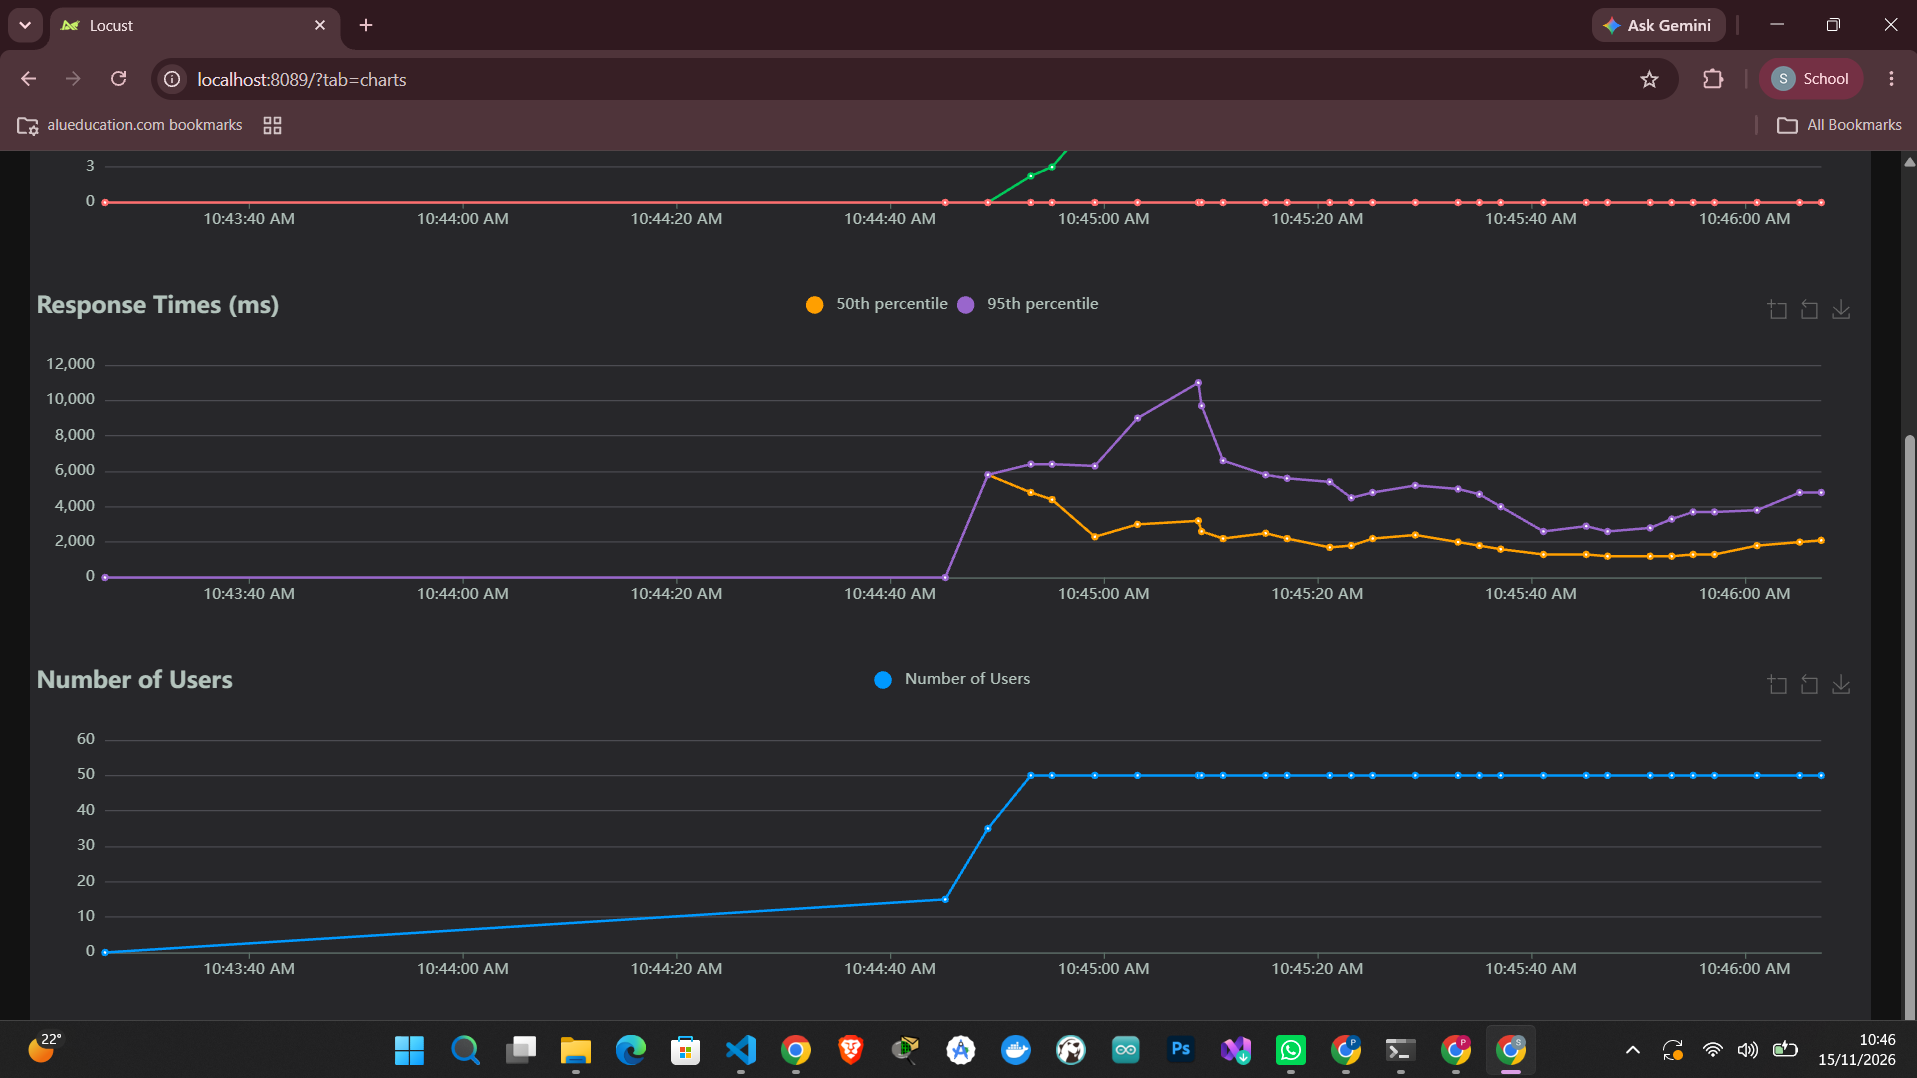 Locust
Ask Gemini
localhost:8089/?tab=charts
S School
alueducation.com bookmarks
All Bookmarks
3
0
10:43:40 AM 10:44:00 AM 10:44:20 AM 10:44:40 AM 10:45:00 AM 10:45:20 AM 10:45:40 AM 10:46:00 AM
Response Times (ms)
50th percentile 95th percentile
12,000
10,000
8,000
6,000
4,000
2,000
0
10:43:40 AM 10:44:00 AM 10:44:20 AM 10:44:40 AM 10:45:00 AM 10:45:20 AM 10:45:40 AM 10:46:00 AM
Number of Users
Number of Users
60
50
40
30
20
10
0
10:43:40 AM 10:44:00 AM 10:44:20 AM 10:44:40 AM 10:45:00 AM 10:45:20 AM 10:45:40 AM 10:46:00 AM
22°
Ps
P
P
S
10:46
15/11/2026